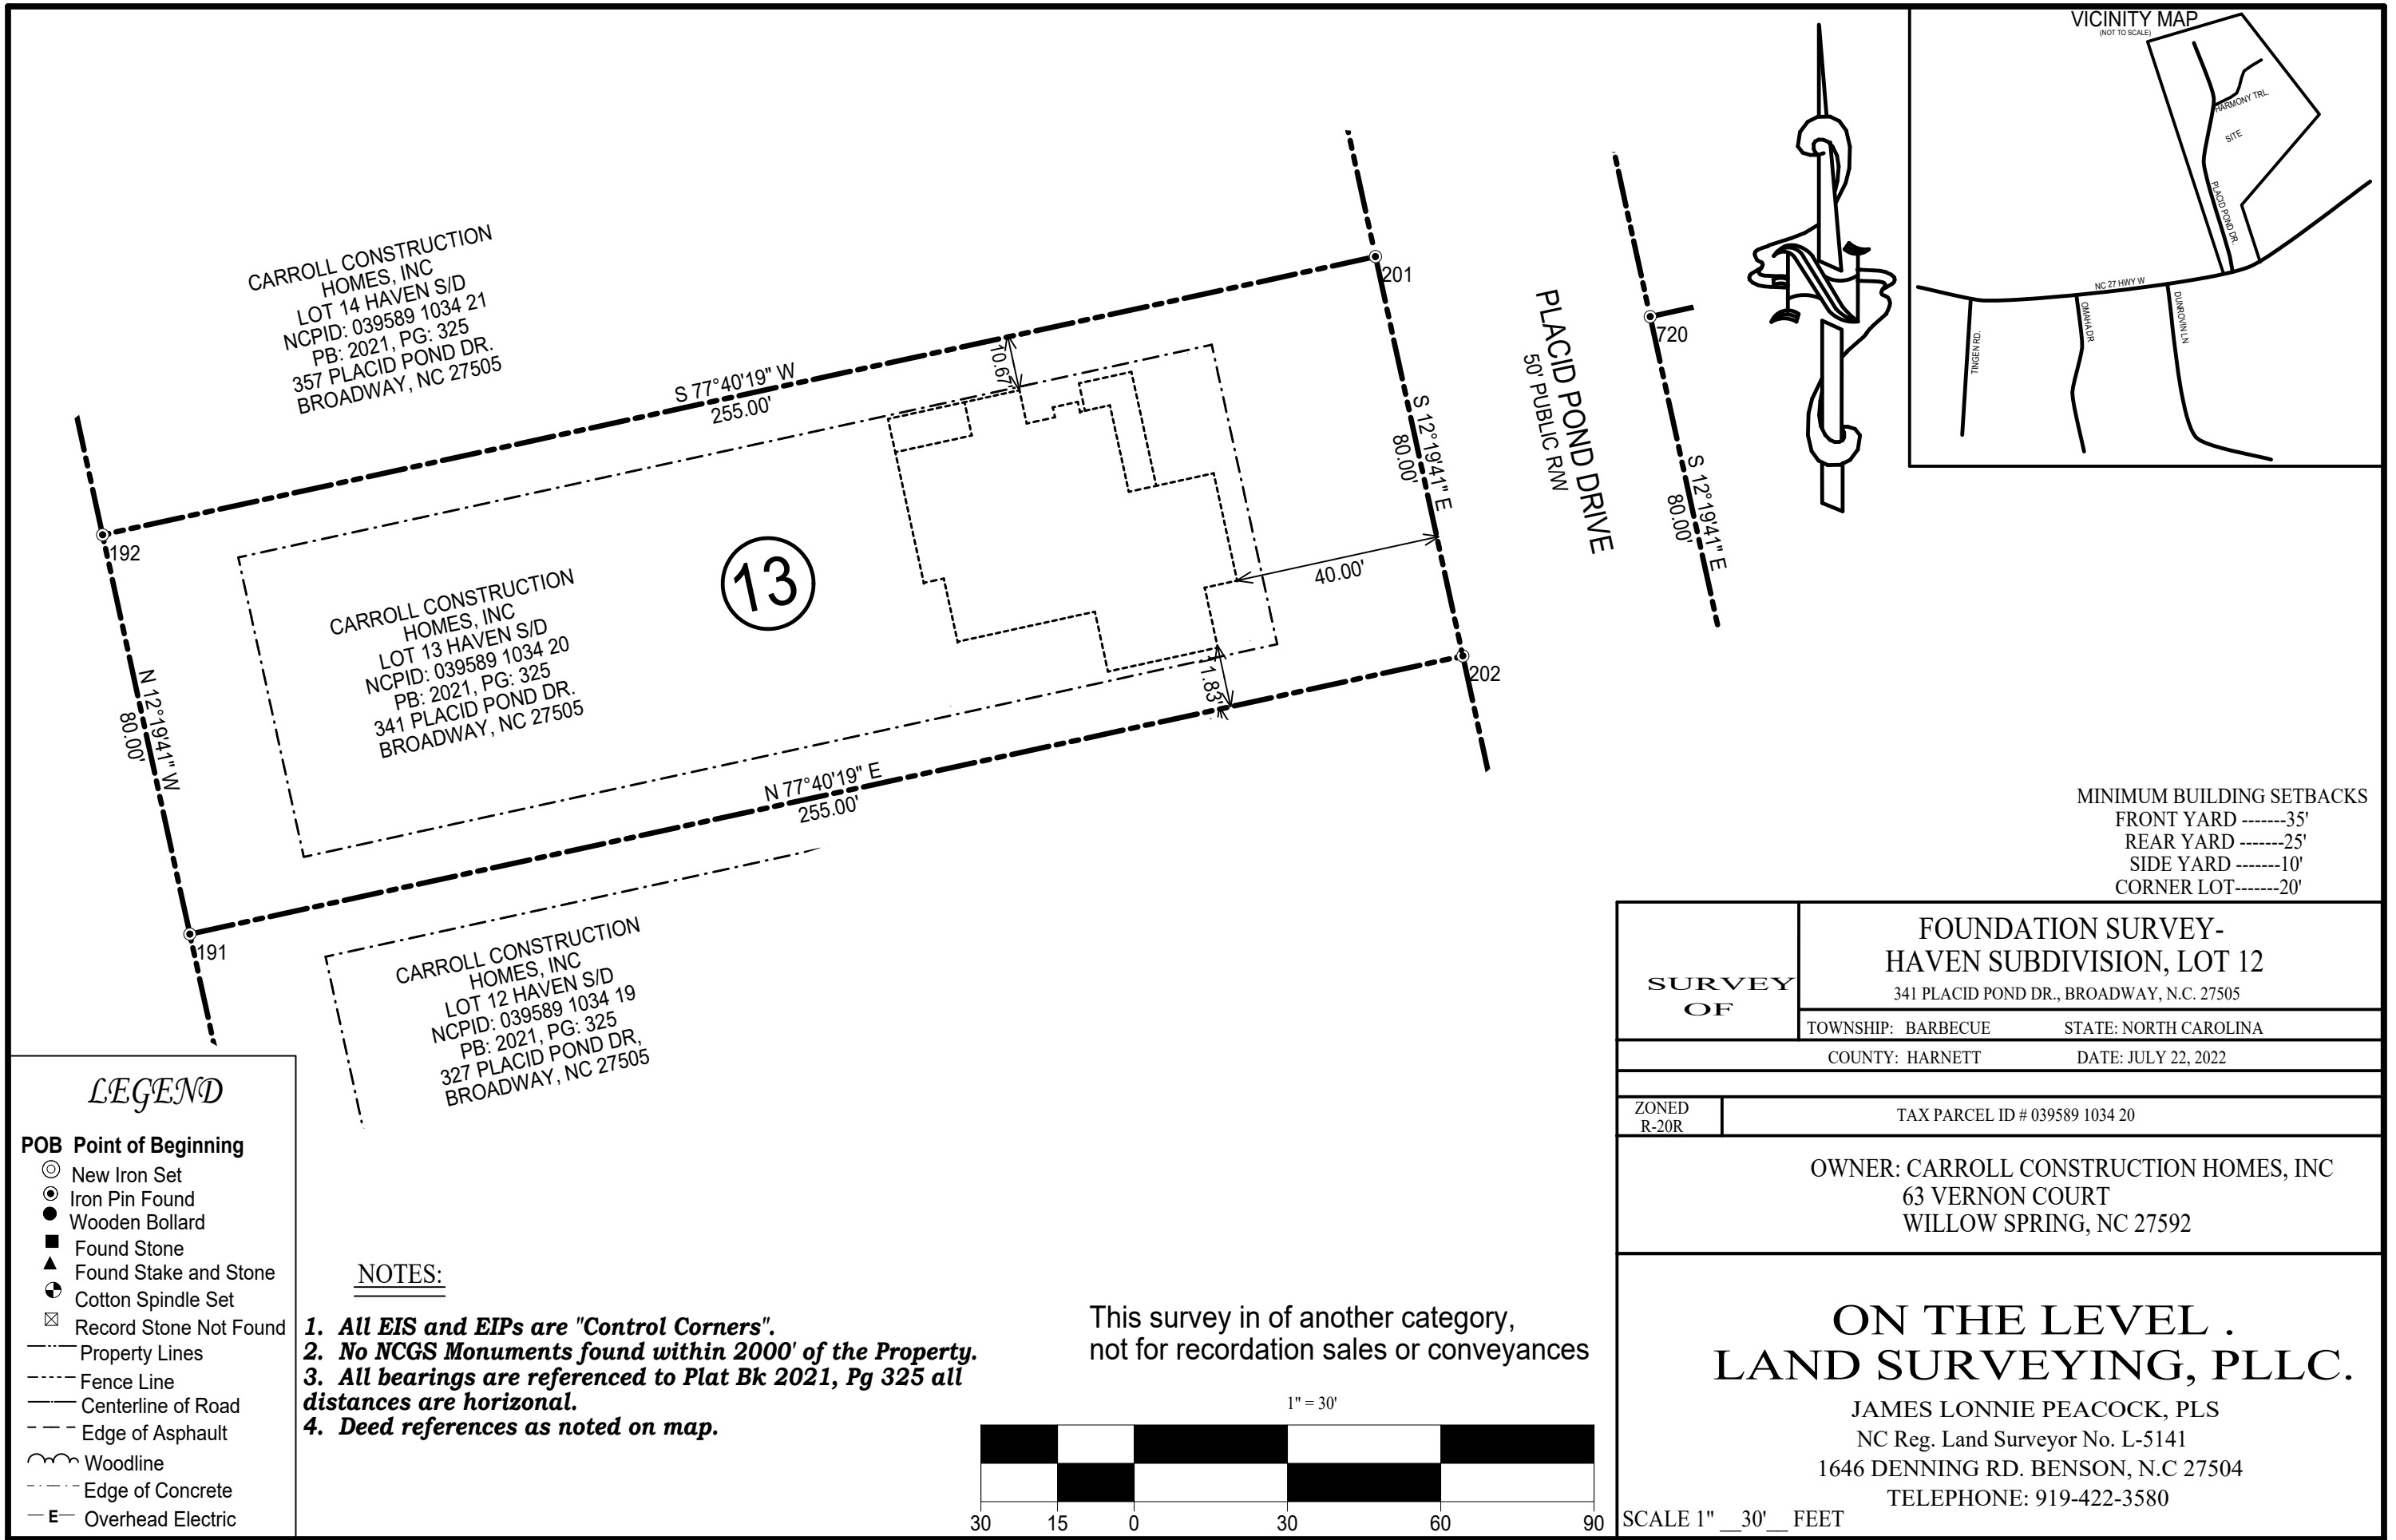 VICINITY MAP
(NOT TO SCALE)
HARMONY TRL.
SITE
PLACID POND DR.
NC 27 HWY W
TINGEN RD.
OMAHA DR
DUNROVIN LN
CARROLL CONSTRUCTION
HOMES, INC
LOT 14 HAVEN S/D
NCPID: 039589 1034 21
PB: 2021, PG: 325
357 PLACID POND DR.
BROADWAY, NC 27505
S 77°40'19" W
255.00'
10.67'
201
S 12°19'41" E
80.00'
PLACID POND DRIVE
50' PUBLIC R/W
720
S 12°19'41" E
80.00'
192
13
40.00'
CARROLL CONSTRUCTION
HOMES, INC
LOT 13 HAVEN S/D
NCPID: 039589 1034 20
PB: 2021, PG: 325
341 PLACID POND DR.
BROADWAY, NC 27505
N 12°19'41" W
80.00'
11.83'
202
N 77°40'19" E
255.00'
191
CARROLL CONSTRUCTION
HOMES, INC
LOT 12 HAVEN S/D
NCPID: 039589 1034 19
PB: 2021, PG: 325
327 PLACID POND DR,
BROADWAY, NC 27505
MINIMUM BUILDING SETBACKS
FRONT YARD -------35'
REAR YARD -------25'
SIDE YARD -------10'
CORNER LOT-------20'
SURVEY
OF
FOUNDATION SURVEY-
HAVEN SUBDIVISION, LOT 12
341 PLACID POND DR., BROADWAY, N.C. 27505
TOWNSHIP: BARBECUE STATE: NORTH CAROLINA
COUNTY: HARNETT DATE: JULY 22, 2022
ZONED
R-20R
TAX PARCEL ID # 039589 1034 20
OWNER: CARROLL CONSTRUCTION HOMES, INC
63 VERNON COURT
WILLOW SPRING, NC 27592
ON THE LEVEL .
LAND SURVEYING, PLLC.
JAMES LONNIE PEACOCK, PLS
NC Reg. Land Surveyor No. L-5141
1646 DENNING RD. BENSON, N.C 27504
TELEPHONE: 919-422-3580
SCALE 1" __30'__ FEET
LEGEND
POB Point of Beginning
New Iron Set
Iron Pin Found
Wooden Bollard
Found Stone
Found Stake and Stone
Cotton Spindle Set
Record Stone Not Found
Property Lines
Fence Line
Centerline of Road
Edge of Asphault
Woodline
Edge of Concrete
E Overhead Electric
NOTES:
1. All EIS and EIPs are "Control Corners".
2. No NCGS Monuments found within 2000' of the Property.
3. All bearings are referenced to Plat Bk 2021, Pg 325 all
distances are horizonal.
4. Deed references as noted on map.
This survey in of another category,
not for recordation sales or conveyances
1" = 30'
30 15 0 30 60 90